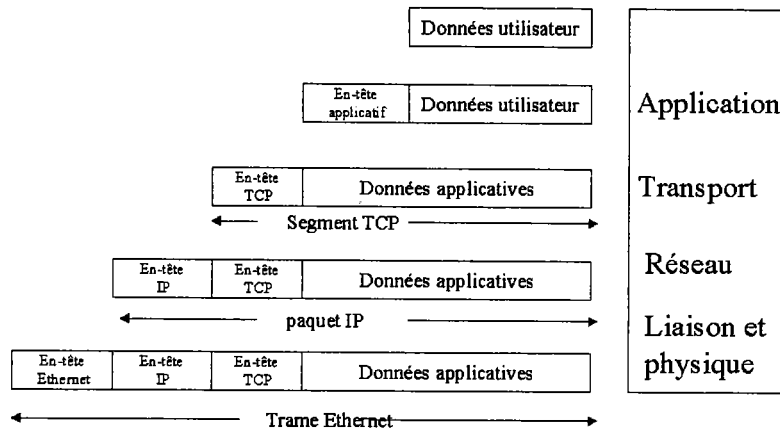 Données utilisateur
En-tête
applicatif
Données utilisateur
Application
En-tête
TCP
Données applicatives
Transport
Segment TCP
En-tête
IP
En-tête
TCP
Données applicatives
Réseau
paquet IP
Liaison et
physique
En-tête
Ethernet
En-tête
IP
En-tête
TCP
Données applicatives
Trame Ethernet